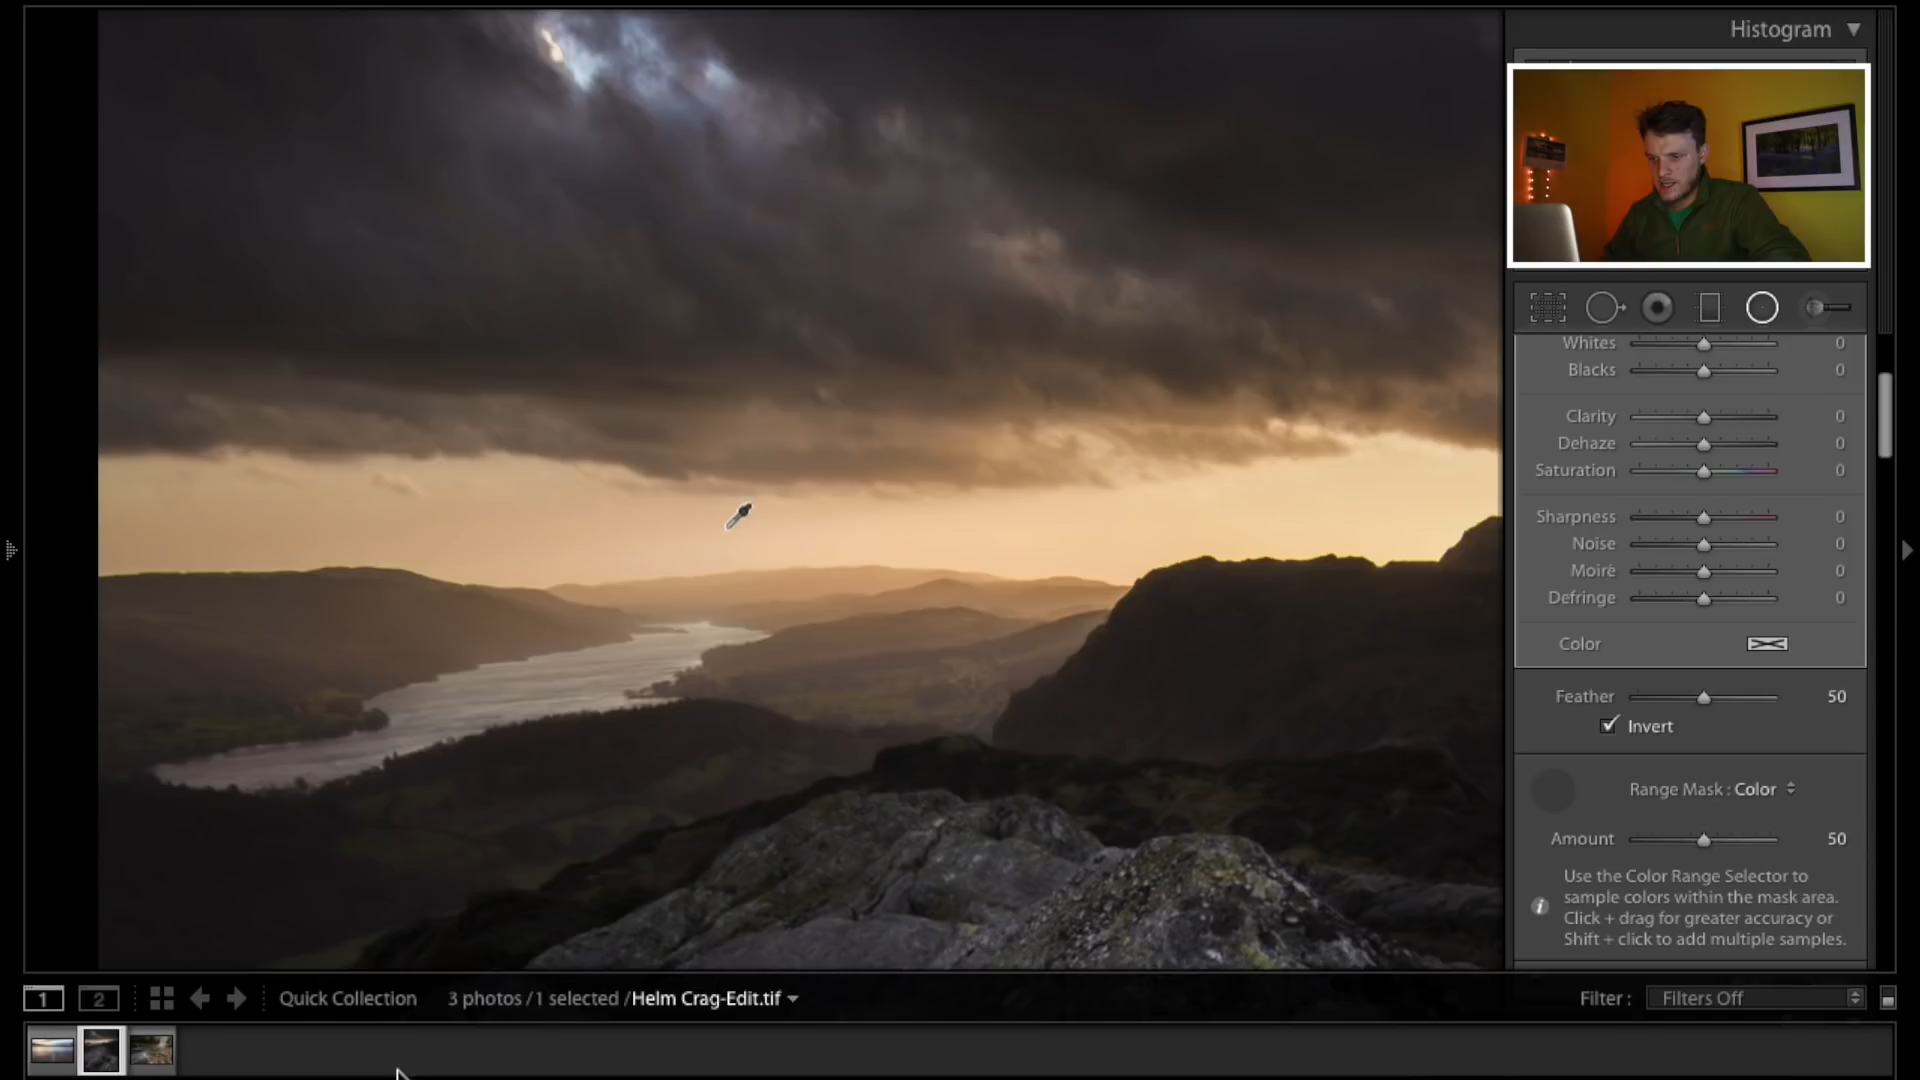 Histogram
Whites 0
Blacks 0
Clarity 0
Dehaze 0
Saturation 0
Sharpness 0
Noise 0
Moiré 0
Defringe 0
Color
Feather 50
Invert
Range Mask : Color
Amount 50
Use the Color Range Selector to
sample colors within the mask area.
Click + drag for greater accuracy or
Shift + click to add multiple samples.
1 2 Quick Collection 3 photos / 1 selected / Helm Crag-Edit.tif Filter : Filters Off